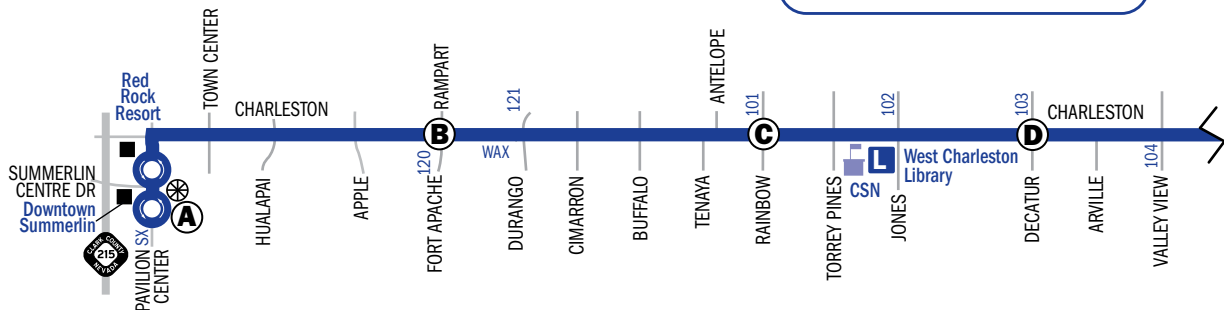 TOWN CENTER
RAMPART
ANTELOPE
Red
Rock
Resort
CHARLESTON
121
101
102
103
CHARLESTON
B
C
D
120
WAX
L
West Charleston
Library
CSN
104
SUMMERLIN
CENTRE DR
Downtown
Summerlin
A
SX
CLARK COUNTY
215
NEVADA
PAVILION
CENTER
HUALAPAI
APPLE
FORT APACHE
DURANGO
CIMARRON
BUFFALO
TENAYA
RAINBOW
TORREY PINES
JONES
DECATUR
ARVILLE
VALLEY VIEW